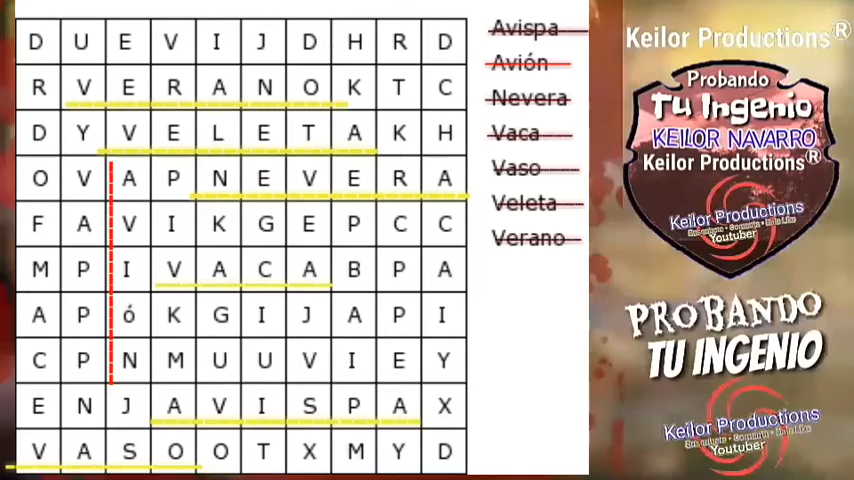 D U E V I J D H R D
R V E R A N O K T C
D Y V E L E T A K H
O V A P N E V E R A
F A V I K G E P C C
M P I V A C A B P A
A P ó K G I J A P I
C P N M U U V I E Y
E N J A V I S P A X
V A S O O T X M Y D
Avispa
Avión
Nevera
Vaca
Vaso
Veleta
Verano
Keilor Productions®
Probando
Tu Ingenio
KEILOR NAVARRO
Keilor Productions®
Keilor Productions
Youtuber
PROBANDO
TU INGENIO
Keilor Productions
Youtuber